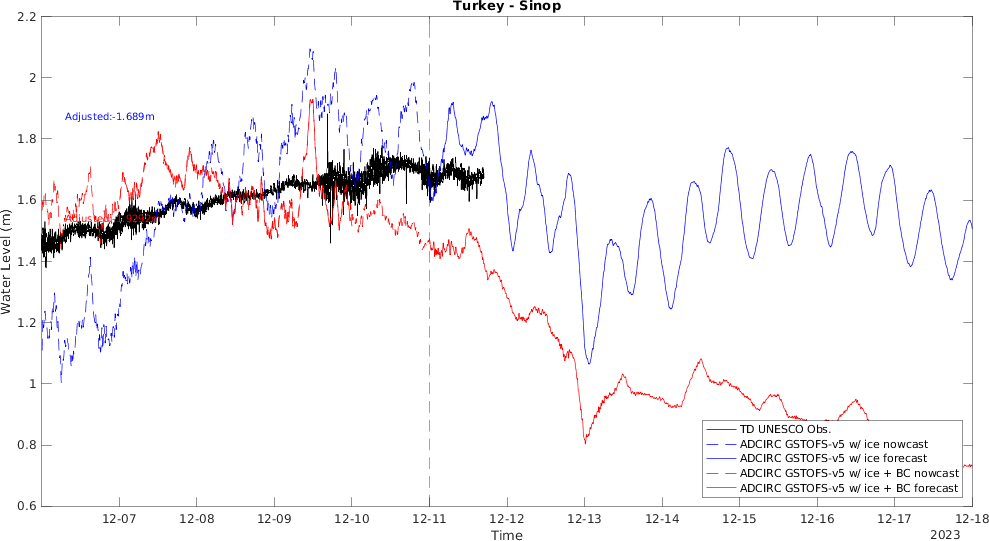 Turkey - Sinop
2.2
2
1.8
1.6
1.4
1.2
1
0.8
0.6
Water Level (m)
Adjusted:-1.689m
TD UNESCO Obs.
ADCIRC GSTOFS-v5 w/ ice nowcast
ADCIRC GSTOFS-v5 w/ ice forecast
ADCIRC GSTOFS-v5 w/ ice + BC nowcast
ADCIRC GSTOFS-v5 w/ ice + BC forecast
12-07 12-08 12-09 12-10 12-11 12-12 12-13 12-14 12-15 12-16 12-17 12-18
Time
2023